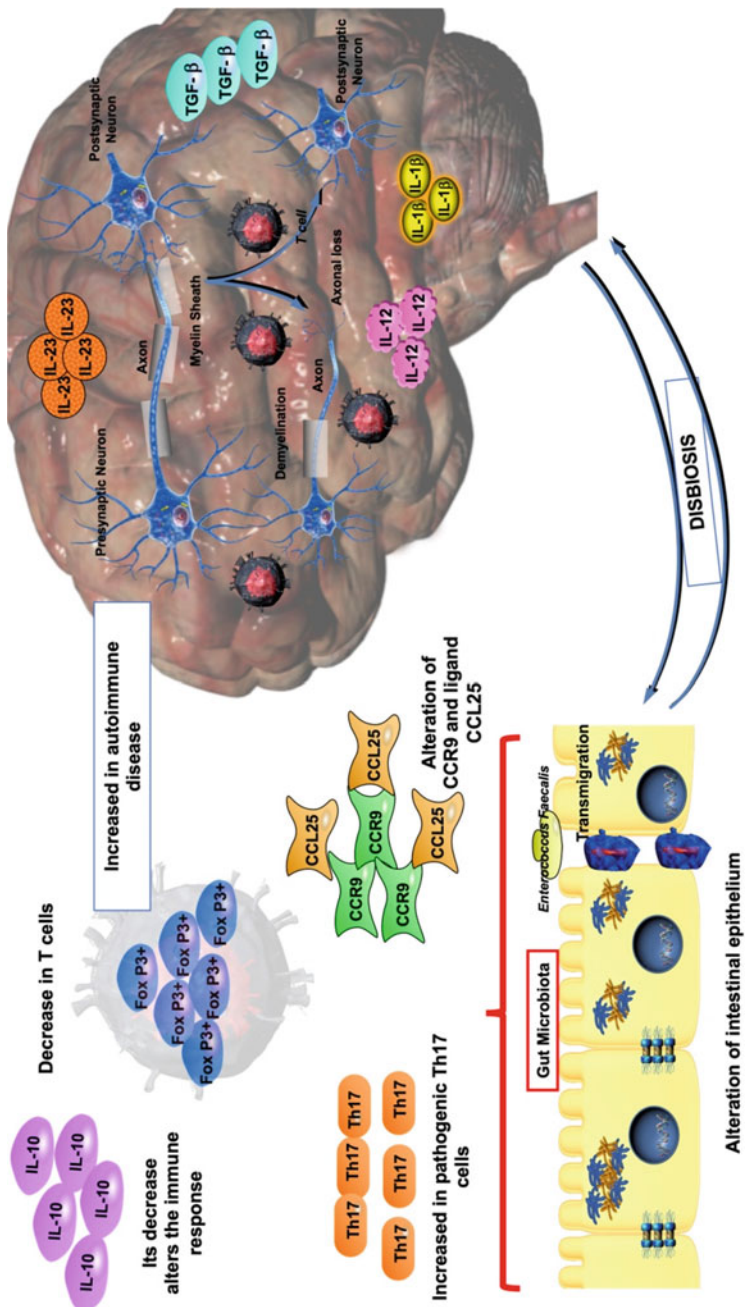 IL-10
IL-10
IL-10
IL-10
IL-10
Its decrease
alters the immune
response
Decrease in T cells
Fox P3+
Fox P3+
Fox P3+
Fox P3+
Fox P3+
Fox P3+
Increased in autoimmune
disease
IL-23
IL-23
IL-23
IL-23
Presynaptic Neuron
Axon
Myelin Sheath
Postsynaptic
Neuron
TGF- β
TGF- β
TGF- β
T cell
Demyelination
Axon
Axonal loss
Postsynaptic
Neuron
IL-12
IL-12
IL-12
IL-1β
IL-1β
IL-1β
Th17
Th17
Th17
Th17
Th17
Th17
Increased in pathogenic Th17
cells
CCL25
CCR9
CCR9
CCL25
CCR9
CCL25
Alteration of
CCR9 and ligand
CCL25
Gut Microbiota
Enterococcus Faecalis
Transmigration
Alteration of intestinal epithelium
DISBIOSIS